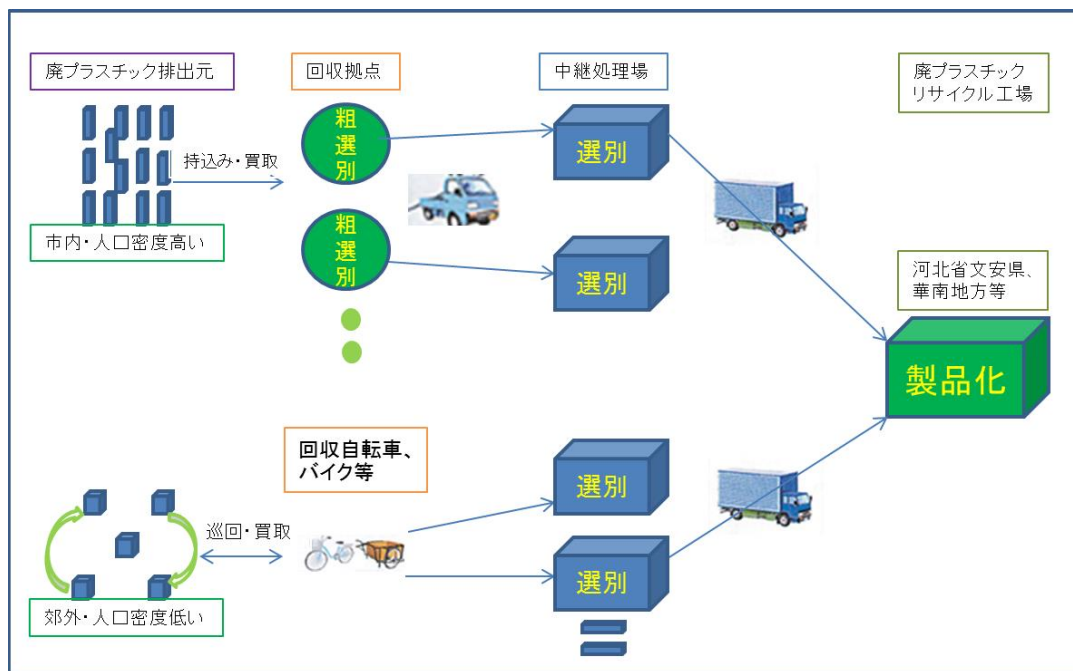 廃プラスチック排出元
回収拠点
中継処理場
廃プラスチック
リサイクル工場
粗選別
選別
持込み・買取
市内・人口密度高い
粗選別
選別
河北省文安県、
華南地方等
製品化
回収自転車、
バイク等
選別
巡回・買取
選別
郊外・人口密度低い